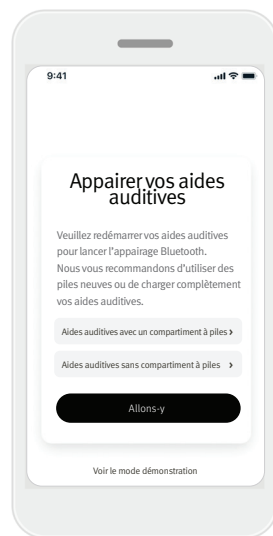 9:41
Appairer vos aides
auditives
Veuillez redémarrer vos aides auditives
pour lancer l'appairage Bluetooth.
Nous vous recommandons d'utiliser des
piles neuves ou de charger complètement
vos aides auditives.
Aides auditives avec un compartiment à piles ›
Aides auditives sans compartiment à piles ›
Allons-y
Voir le mode démonstration